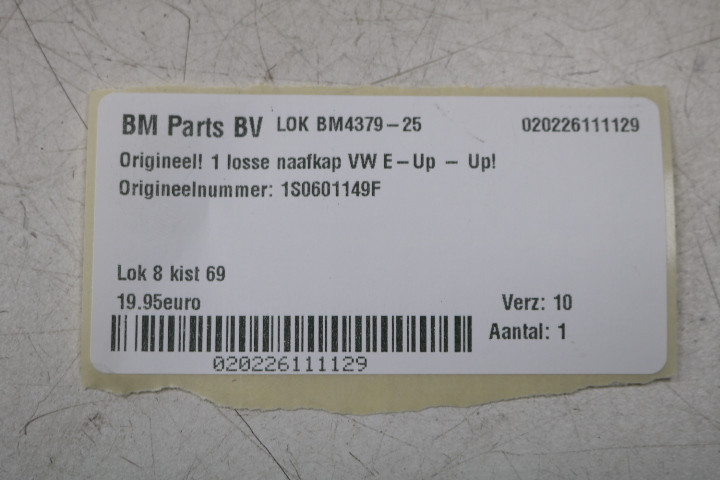 BM Parts BV LOK BM4379-25 020226111129
Origineel! 1 losse naafkap VW E-Up - Up!
Origineelnummer: 1S0601149F
Lok 8 kist 69
19.95euro Verz: 10
Aantal: 1
020226111129